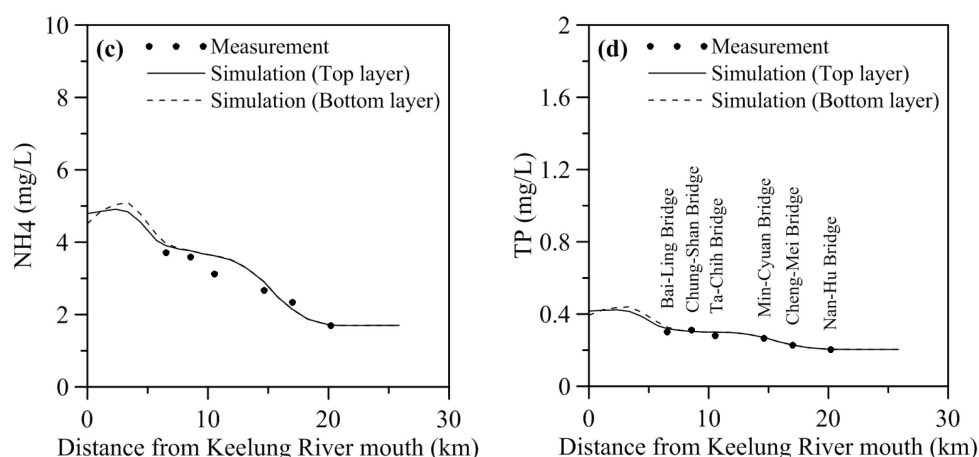 (c)
Measurement
Simulation (Top layer)
Simulation (Bottom layer)
NH4 (mg/L)
10
8
6
4
2
0
0
10
20
30
Distance from Keelung River mouth (km)
(d)
Measurement
Simulation (Top layer)
Simulation (Bottom layer)
TP (mg/L)
2
1.6
1.2
0.8
0.4
0
Bai-Ling Bridge
Chung-Shan Bridge
Ta-Chih Bridge
Min-Cyuan Bridge
Cheng-Mei Bridge
Nan-Hu Bridge
0
10
20
30
Distance from Keelung River mouth (km)